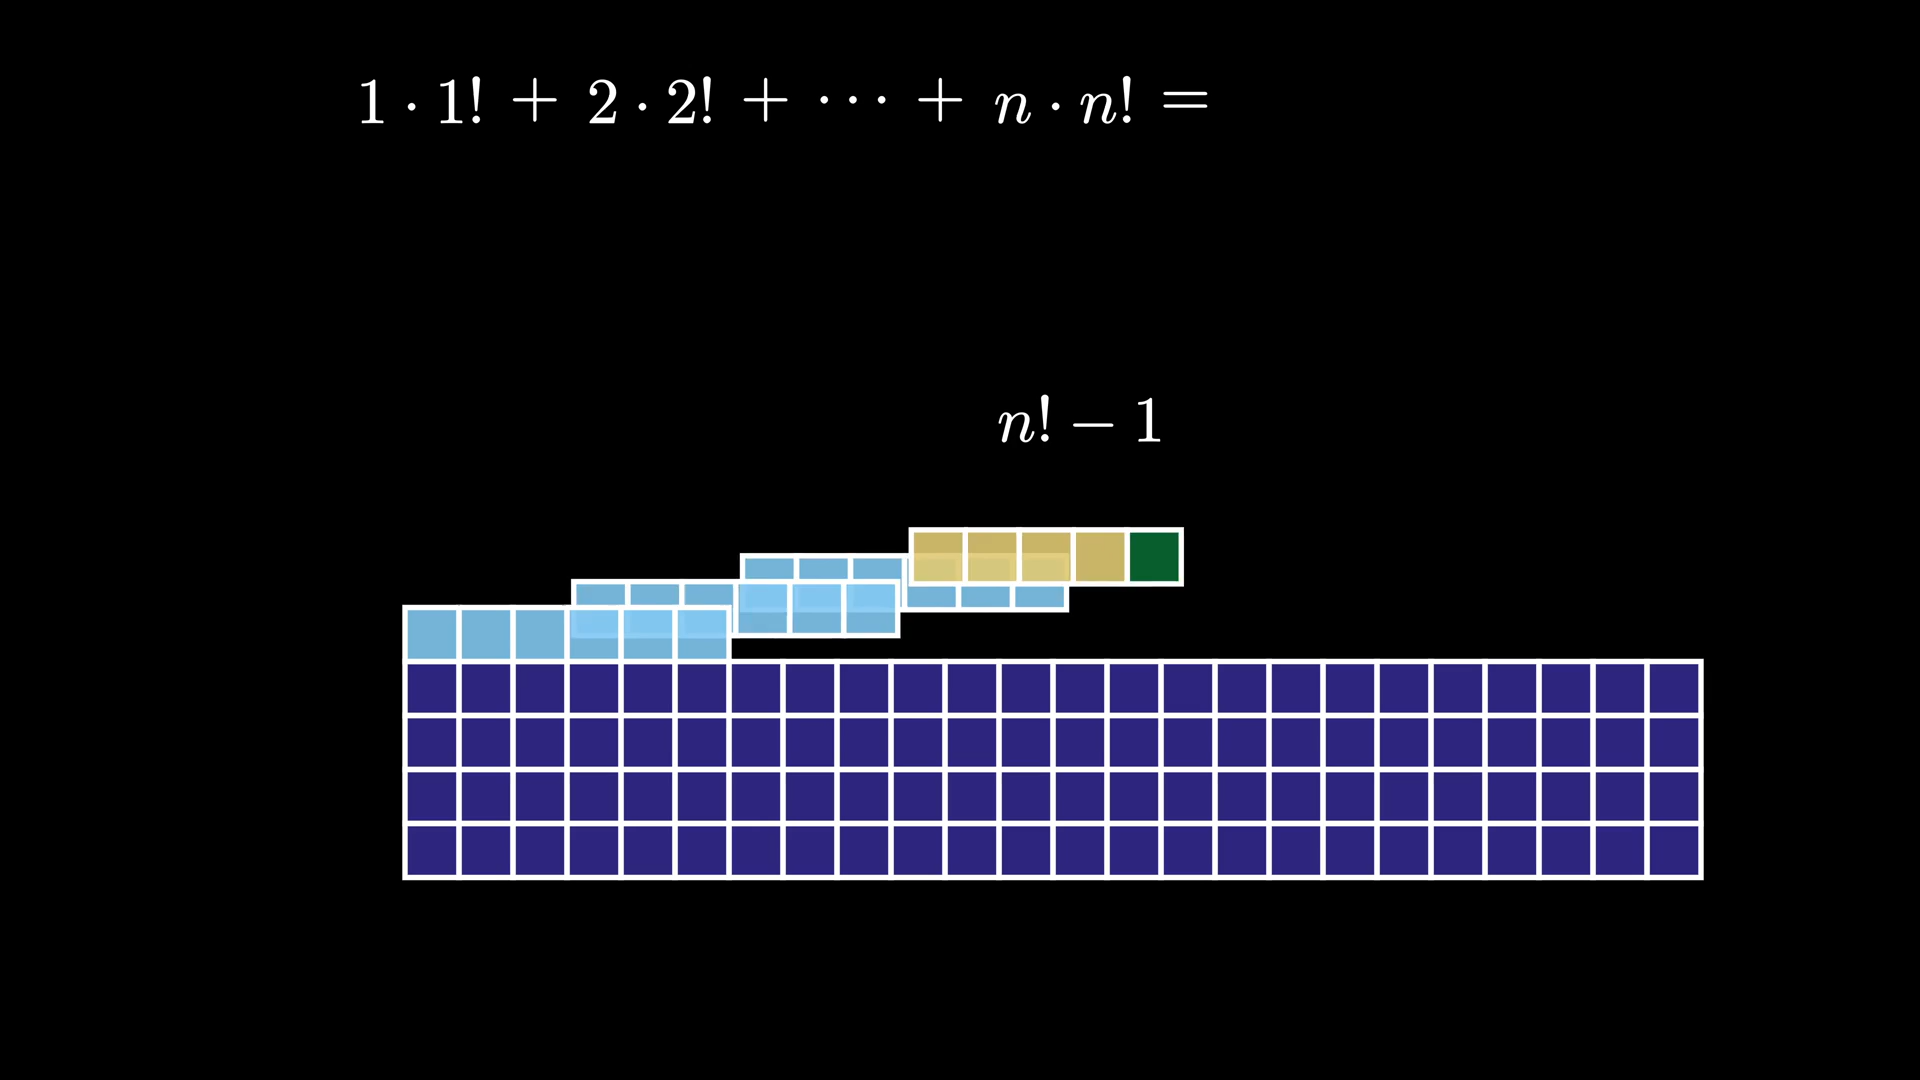 1 · 1! + 2 · 2! + ··· + n · n! =
n! − 1